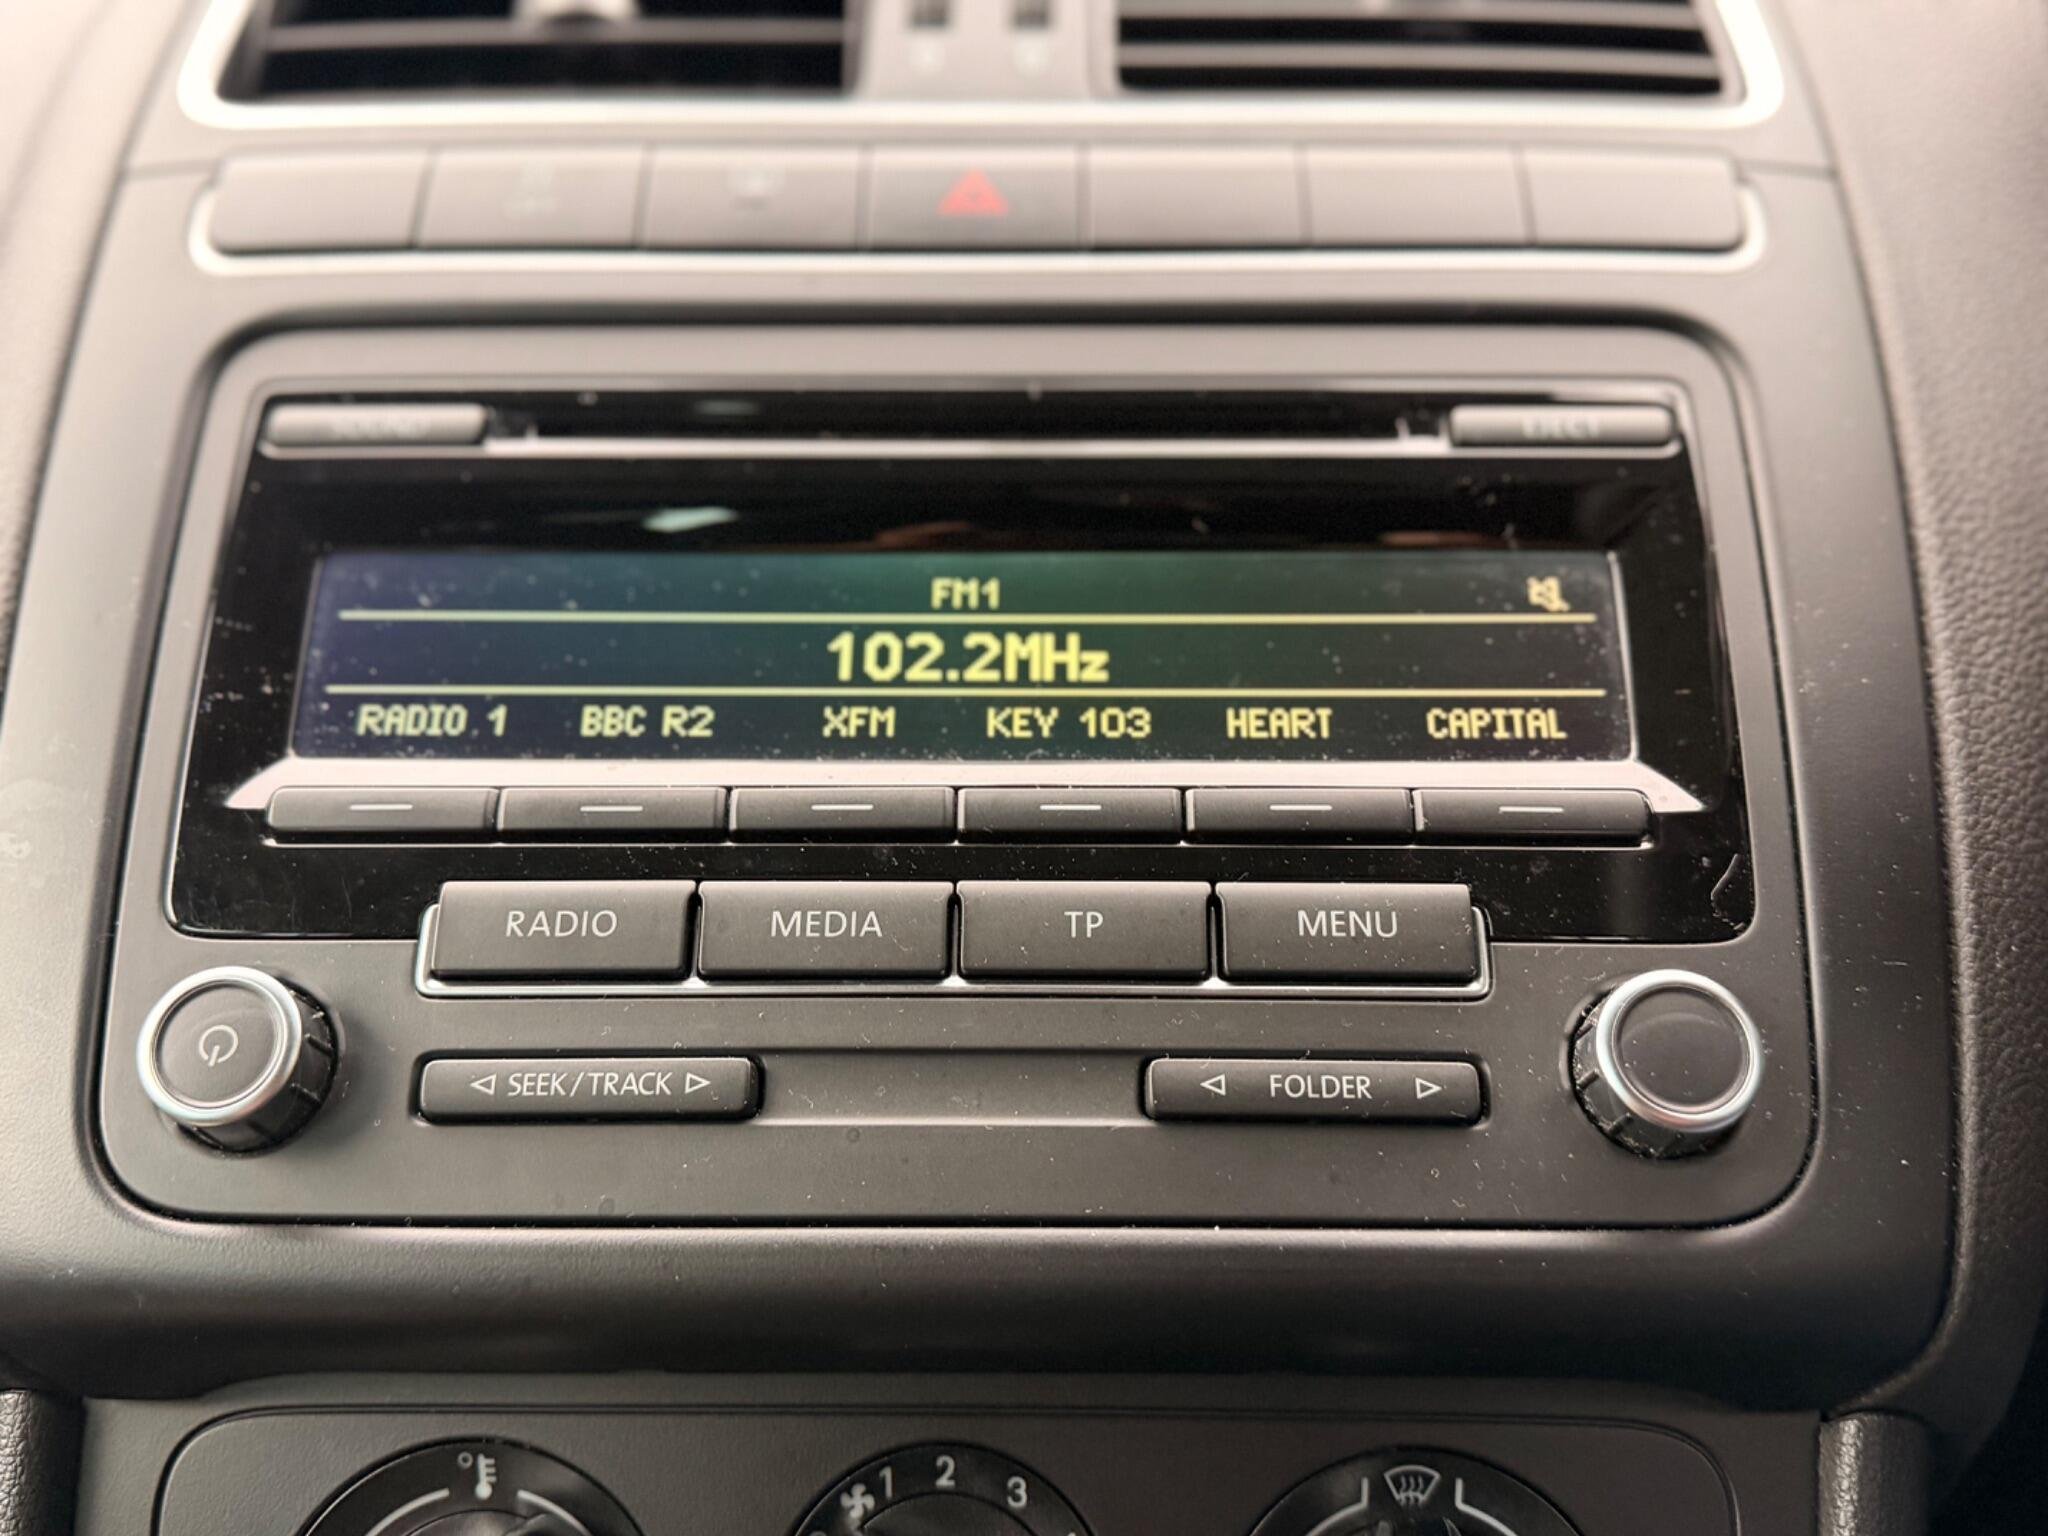 EJECT
FM1
102.2MHz
RADIO 1 BBC R2 XFM KEY 103 HEART CAPITAL
RADIO MEDIA TP MENU
SEEK/TRACK FOLDER
1 2 3